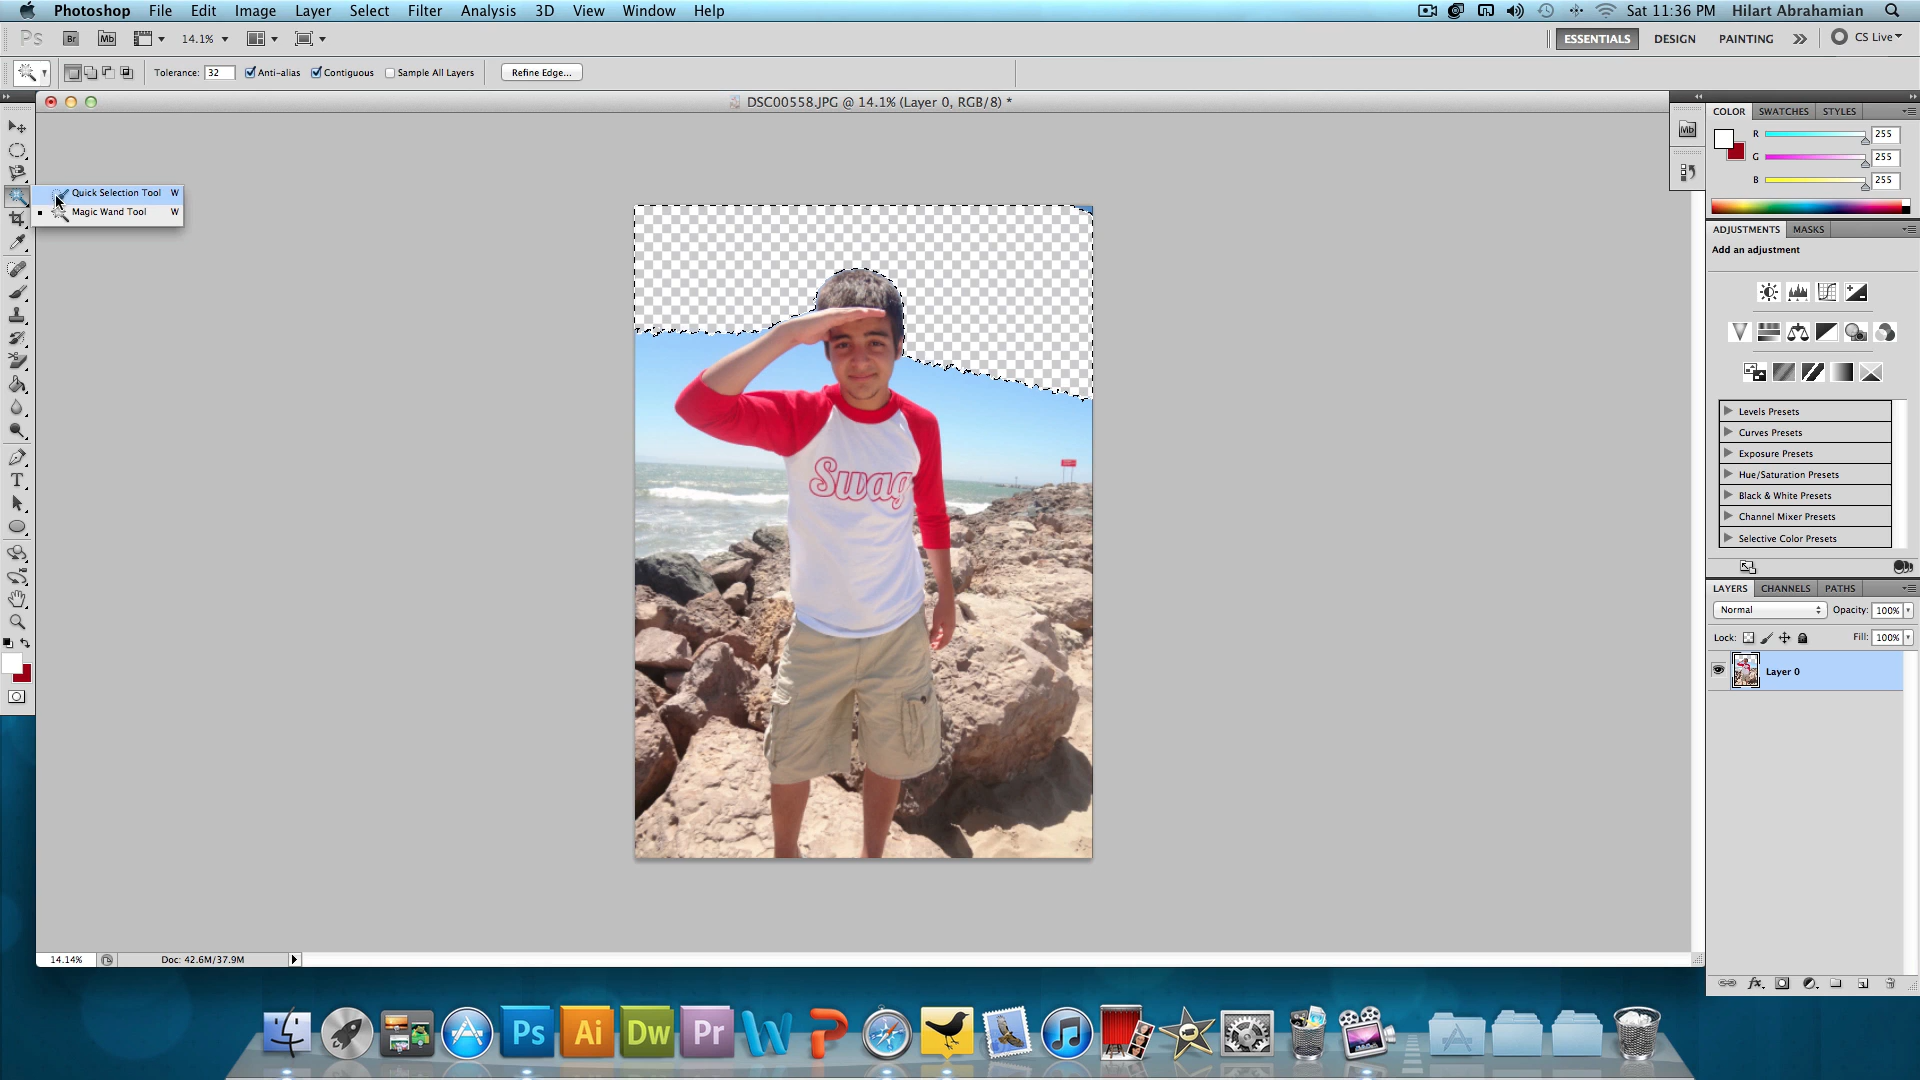 Photoshop File Edit Image Layer Select Filter Analysis 3D View Window Help Sat 11:36 PM Hilart Abrahamian
Ps Br Mb 14.1% ESSENTIALS DESIGN PAINTING CS Live
Tolerance: 32 Anti-alias Contiguous Sample All Layers Refine Edge...
DSC00558.JPG @ 14.1% (Layer 0, RGB/8) *
Quick Selection Tool W
Magic Wand Tool W
T
Swag
14.14% Doc: 42.6M/37.9M
Mb
COLOR SWATCHES STYLES
R 255
G 255
B 255
ADJUSTMENTS MASKS
Add an adjustment
Levels Presets
Curves Presets
Exposure Presets
Hue/Saturation Presets
Black & White Presets
Channel Mixer Presets
Selective Color Presets
LAYERS CHANNELS PATHS
Normal Opacity: 100%
Lock: Fill: 100%
Layer 0
fx
Ps Ai Dw Pr